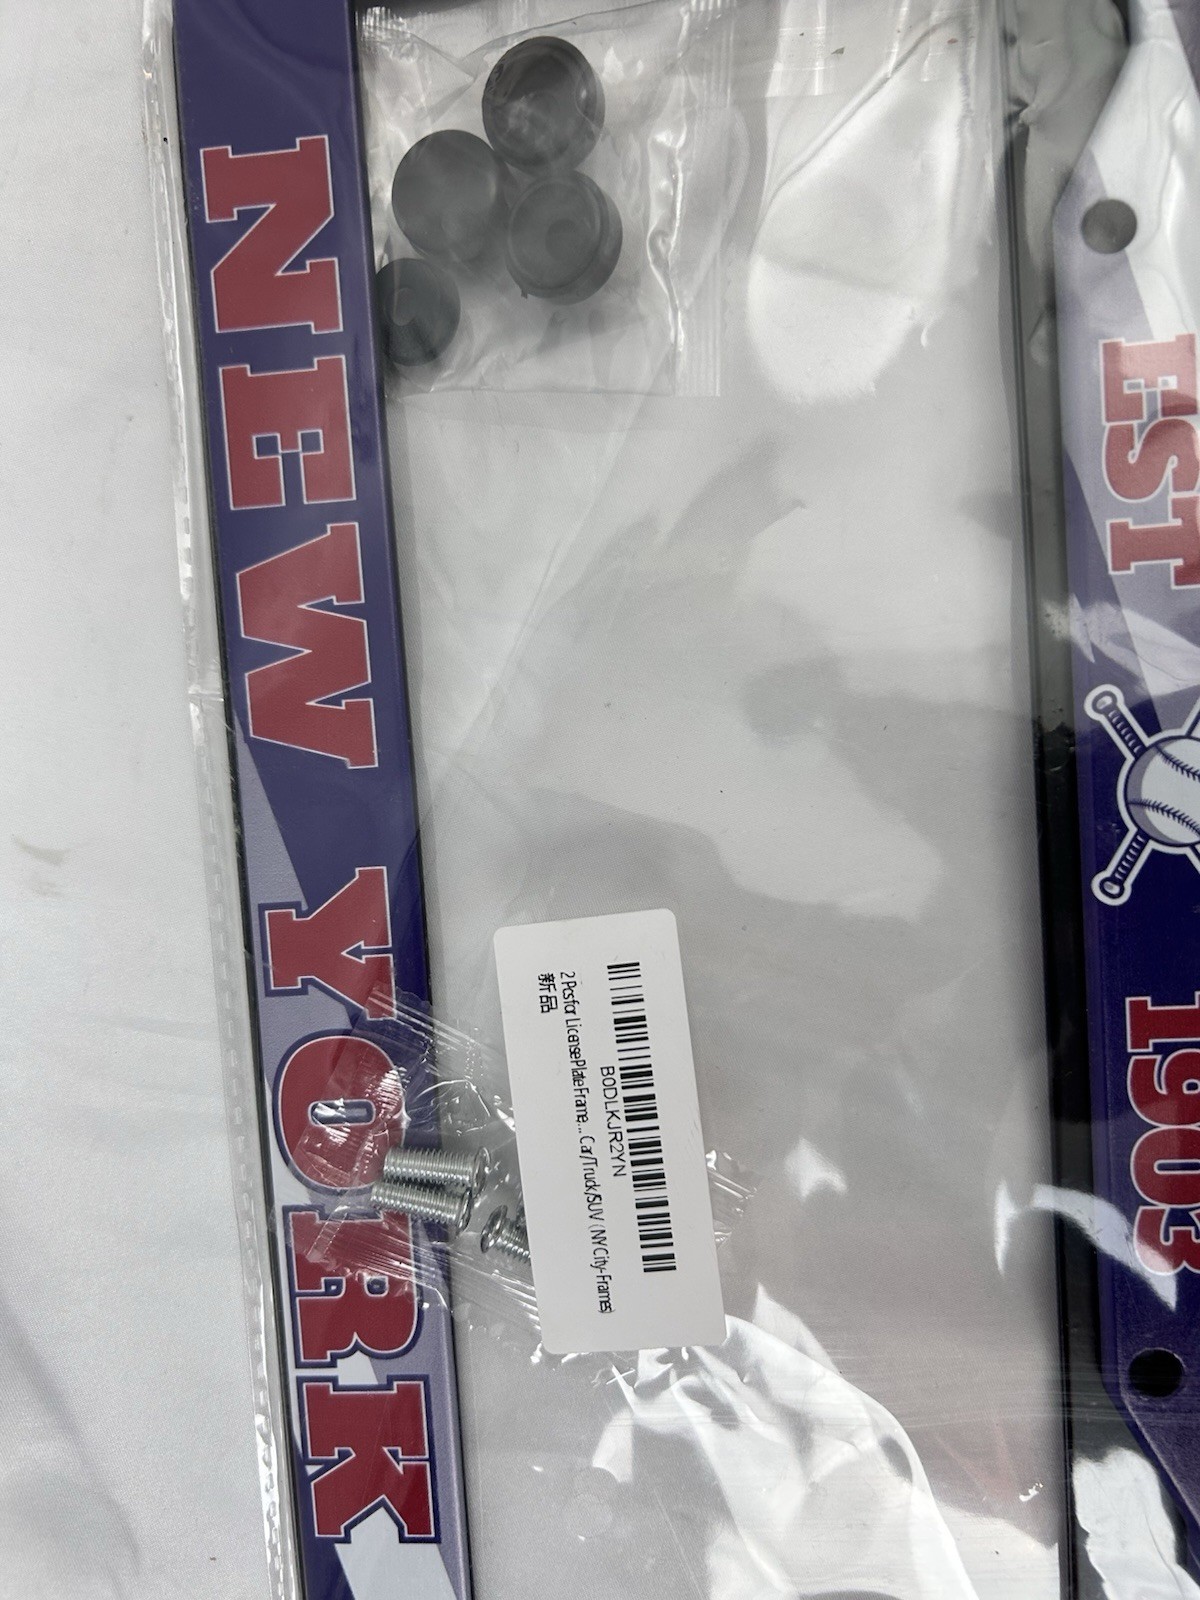 NEW YORK
EST
1903
B0DLKJR2YN
2 Pcs for License Plate Frame... Car/Truck/SUV (NY City-Frames)
新品